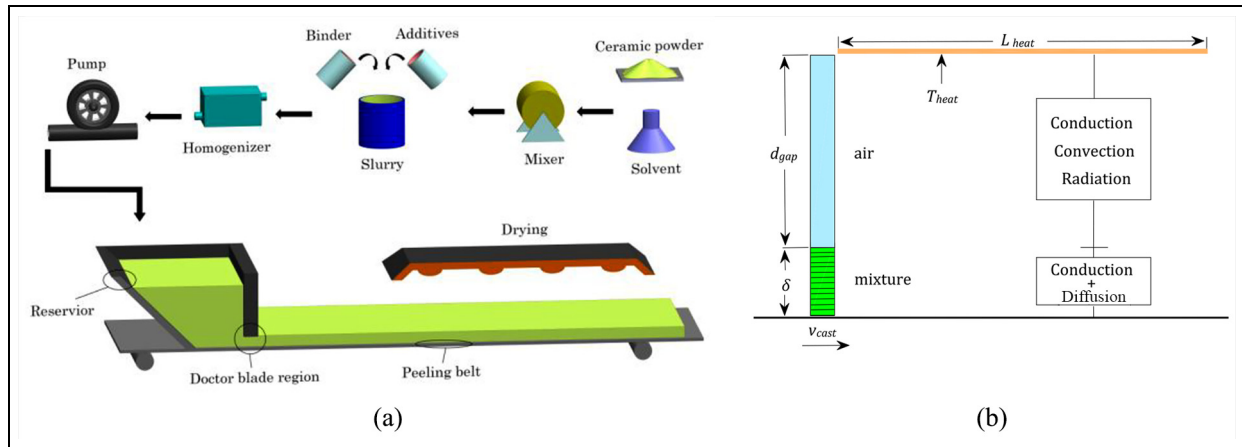 Binder
Additives
Ceramic powder
Pump
Homogenizer
Slurry
Mixer
Solvent
Drying
Reservior
Doctor blade region
Peeling belt
(a)
L heat
T heat
d gap
air
Conduction
Convection
Radiation
δ
mixture
Conduction
+
Diffusion
v cast
(b)